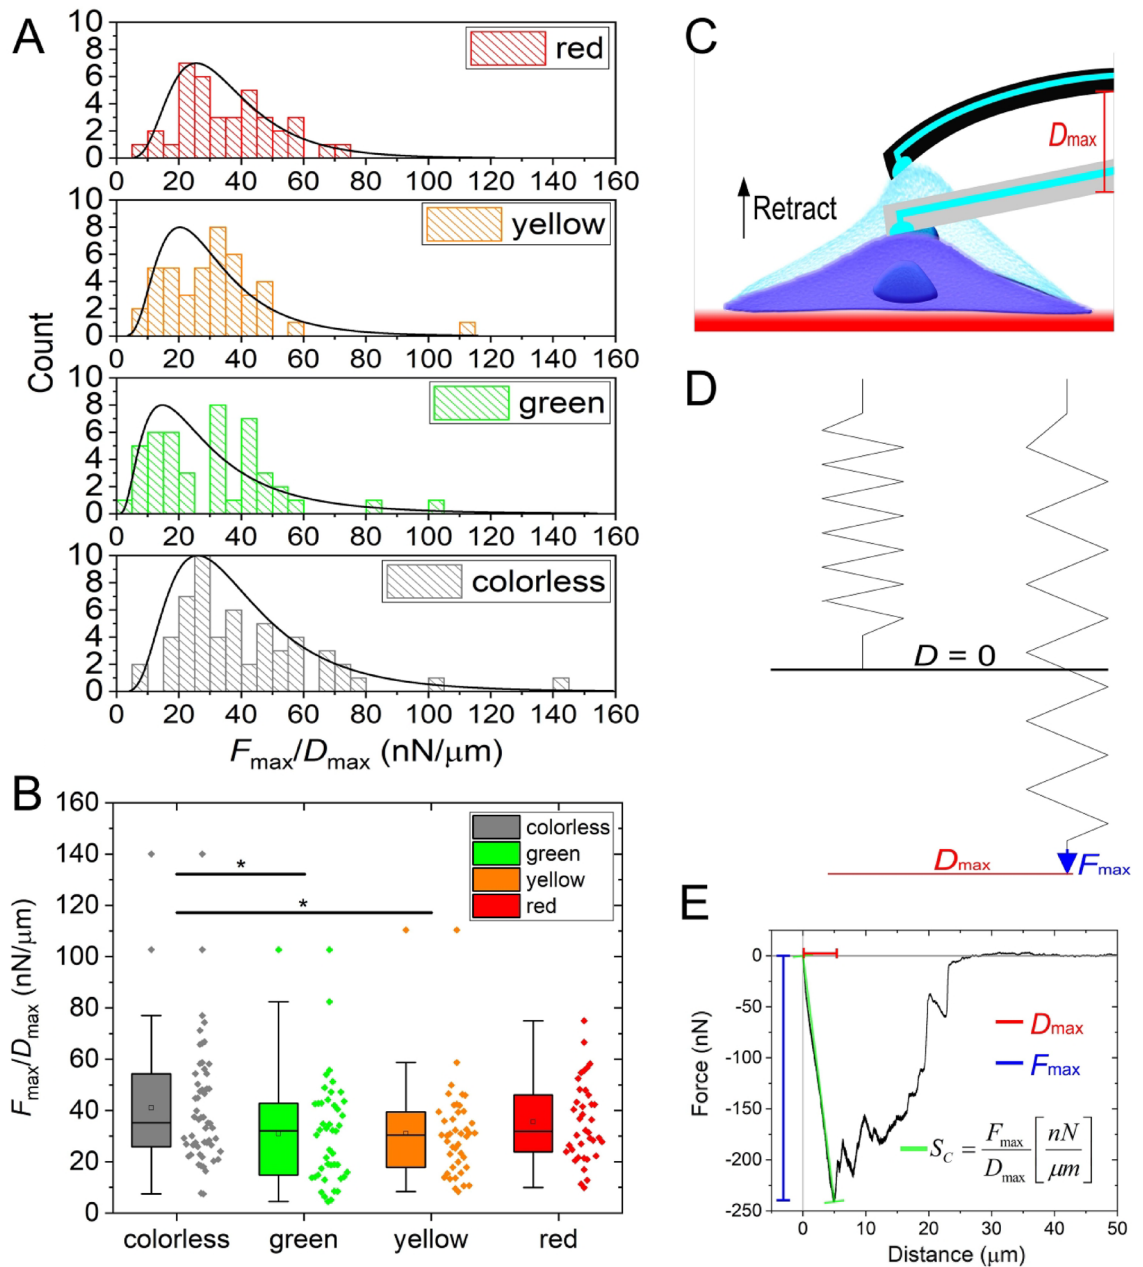 A
10
8
6
4
2
0
red
0 20 40 60 80 100 120 140 160
10
8
6
4
2
0
yellow
0 20 40 60 80 100 120 140 160
10
8
6
4
2
0
green
0 20 40 60 80 100 120 140 160
10
8
6
4
2
0
colorless
0 20 40 60 80 100 120 140 160
Count
Fmax/Dmax (nN/μm)
B
160
140
120
100
80
60
40
20
0
Fmax/Dmax (nN/μm)
*
*
colorless
green
yellow
red
colorless green yellow red
C
Dmax
Retract
D
D = 0
Dmax
Fmax
E
0
-50
-100
-150
-200
-250
Force (nN)
Dmax
Fmax
S_C = F_max/D_max [nN/μm]
0 10 20 30 40 50
Distance (μm)